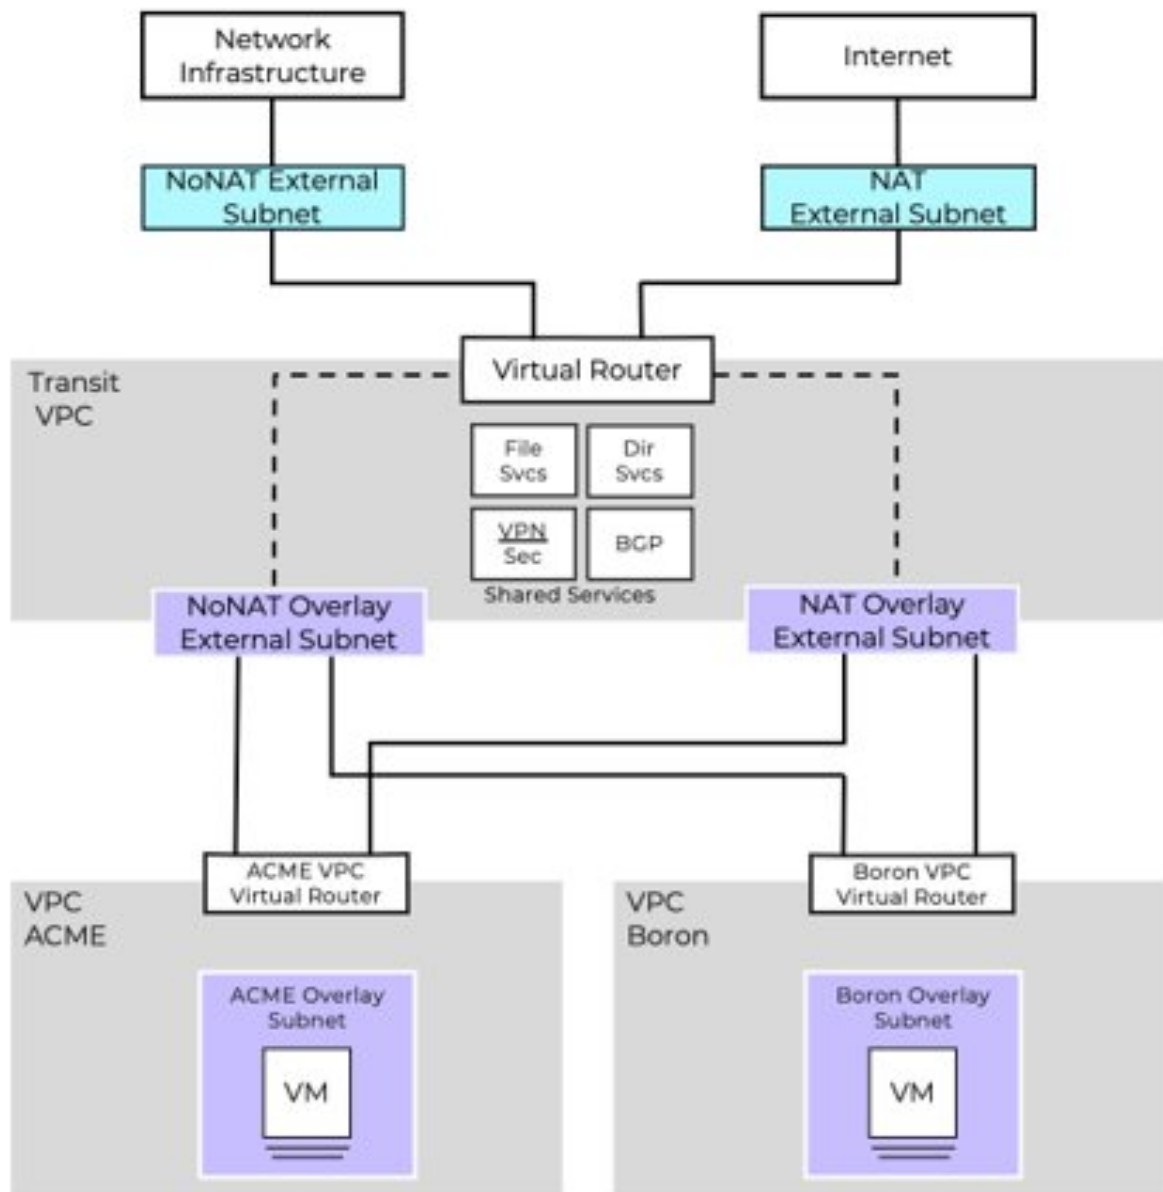 Network
Infrastructure
Internet
NoNAT External
Subnet
NAT
External Subnet
Virtual Router
Transit
VPC
File
Svcs
Dir
Svcs
VPN
Sec
BGP
Shared Services
NoNAT Overlay
External Subnet
NAT Overlay
External Subnet
ACME VPC
Virtual Router
Boron VPC
Virtual Router
VPC
ACME
VPC
Boron
ACME Overlay
Subnet
VM
Boron Overlay
Subnet
VM